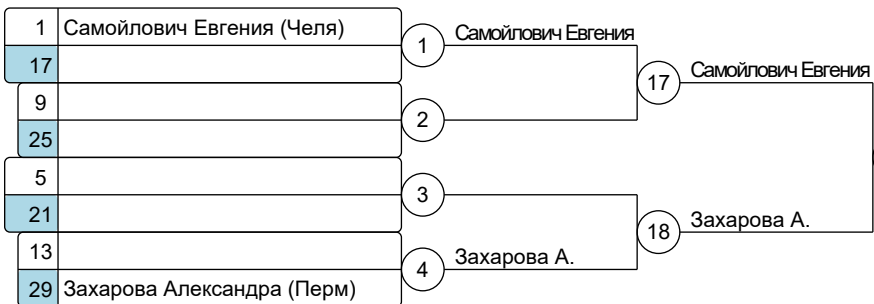 1 Самойлович Евгения (Челя)
17
9
25
5
21
13
29 Захарова Александра (Перм)
1 Самойлович Евгения
2
3
4 Захарова А.
17 Самойлович Евгения
18 Захарова А.